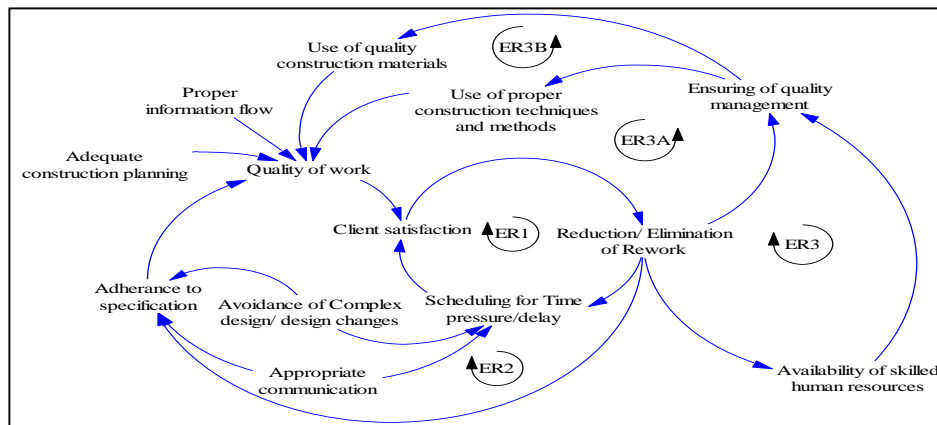 Use of quality
construction materials
ER3B
Ensuring of quality
management
Proper
information flow
Use of proper
construction techniques
and methods
ER3A
Adequate
construction planning
Quality of work
Client satisfaction
ER1
Reduction/ Elimination
of Rework
ER3
Adherance to
specification
Avoidance of Complex
design/ design changes
Scheduling for Time
pressure/delay
Appropriate
communication
ER2
Availability of skilled
human resources